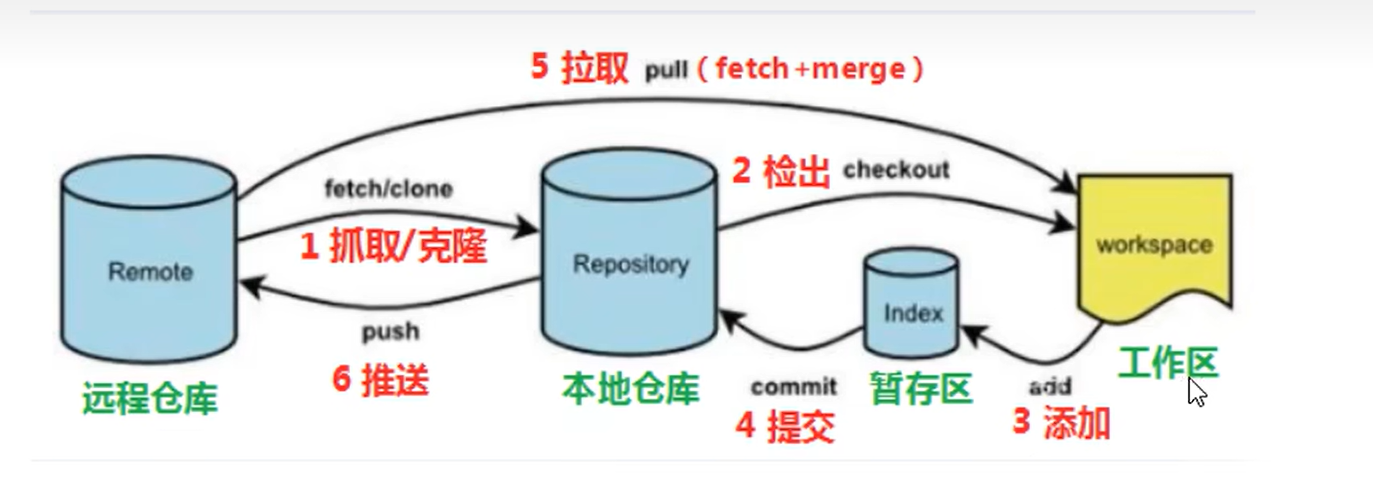 5 拉取 pull ( fetch+merge )
fetch/clone
1 抓取/克隆
2 检出 checkout
Remote
Repository
workspace
Index
push
6 推送
远程仓库
本地仓库
commit
4 提交
暂存区
add
3 添加
工作区